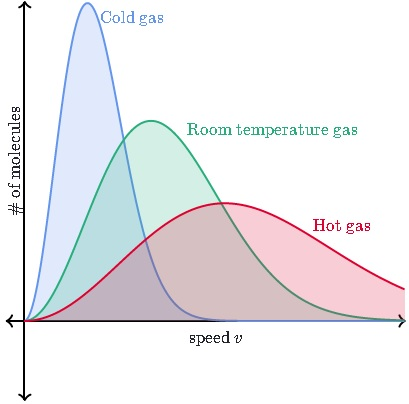 Cold gas
Room temperature gas
Hot gas
# of molecules
speed v